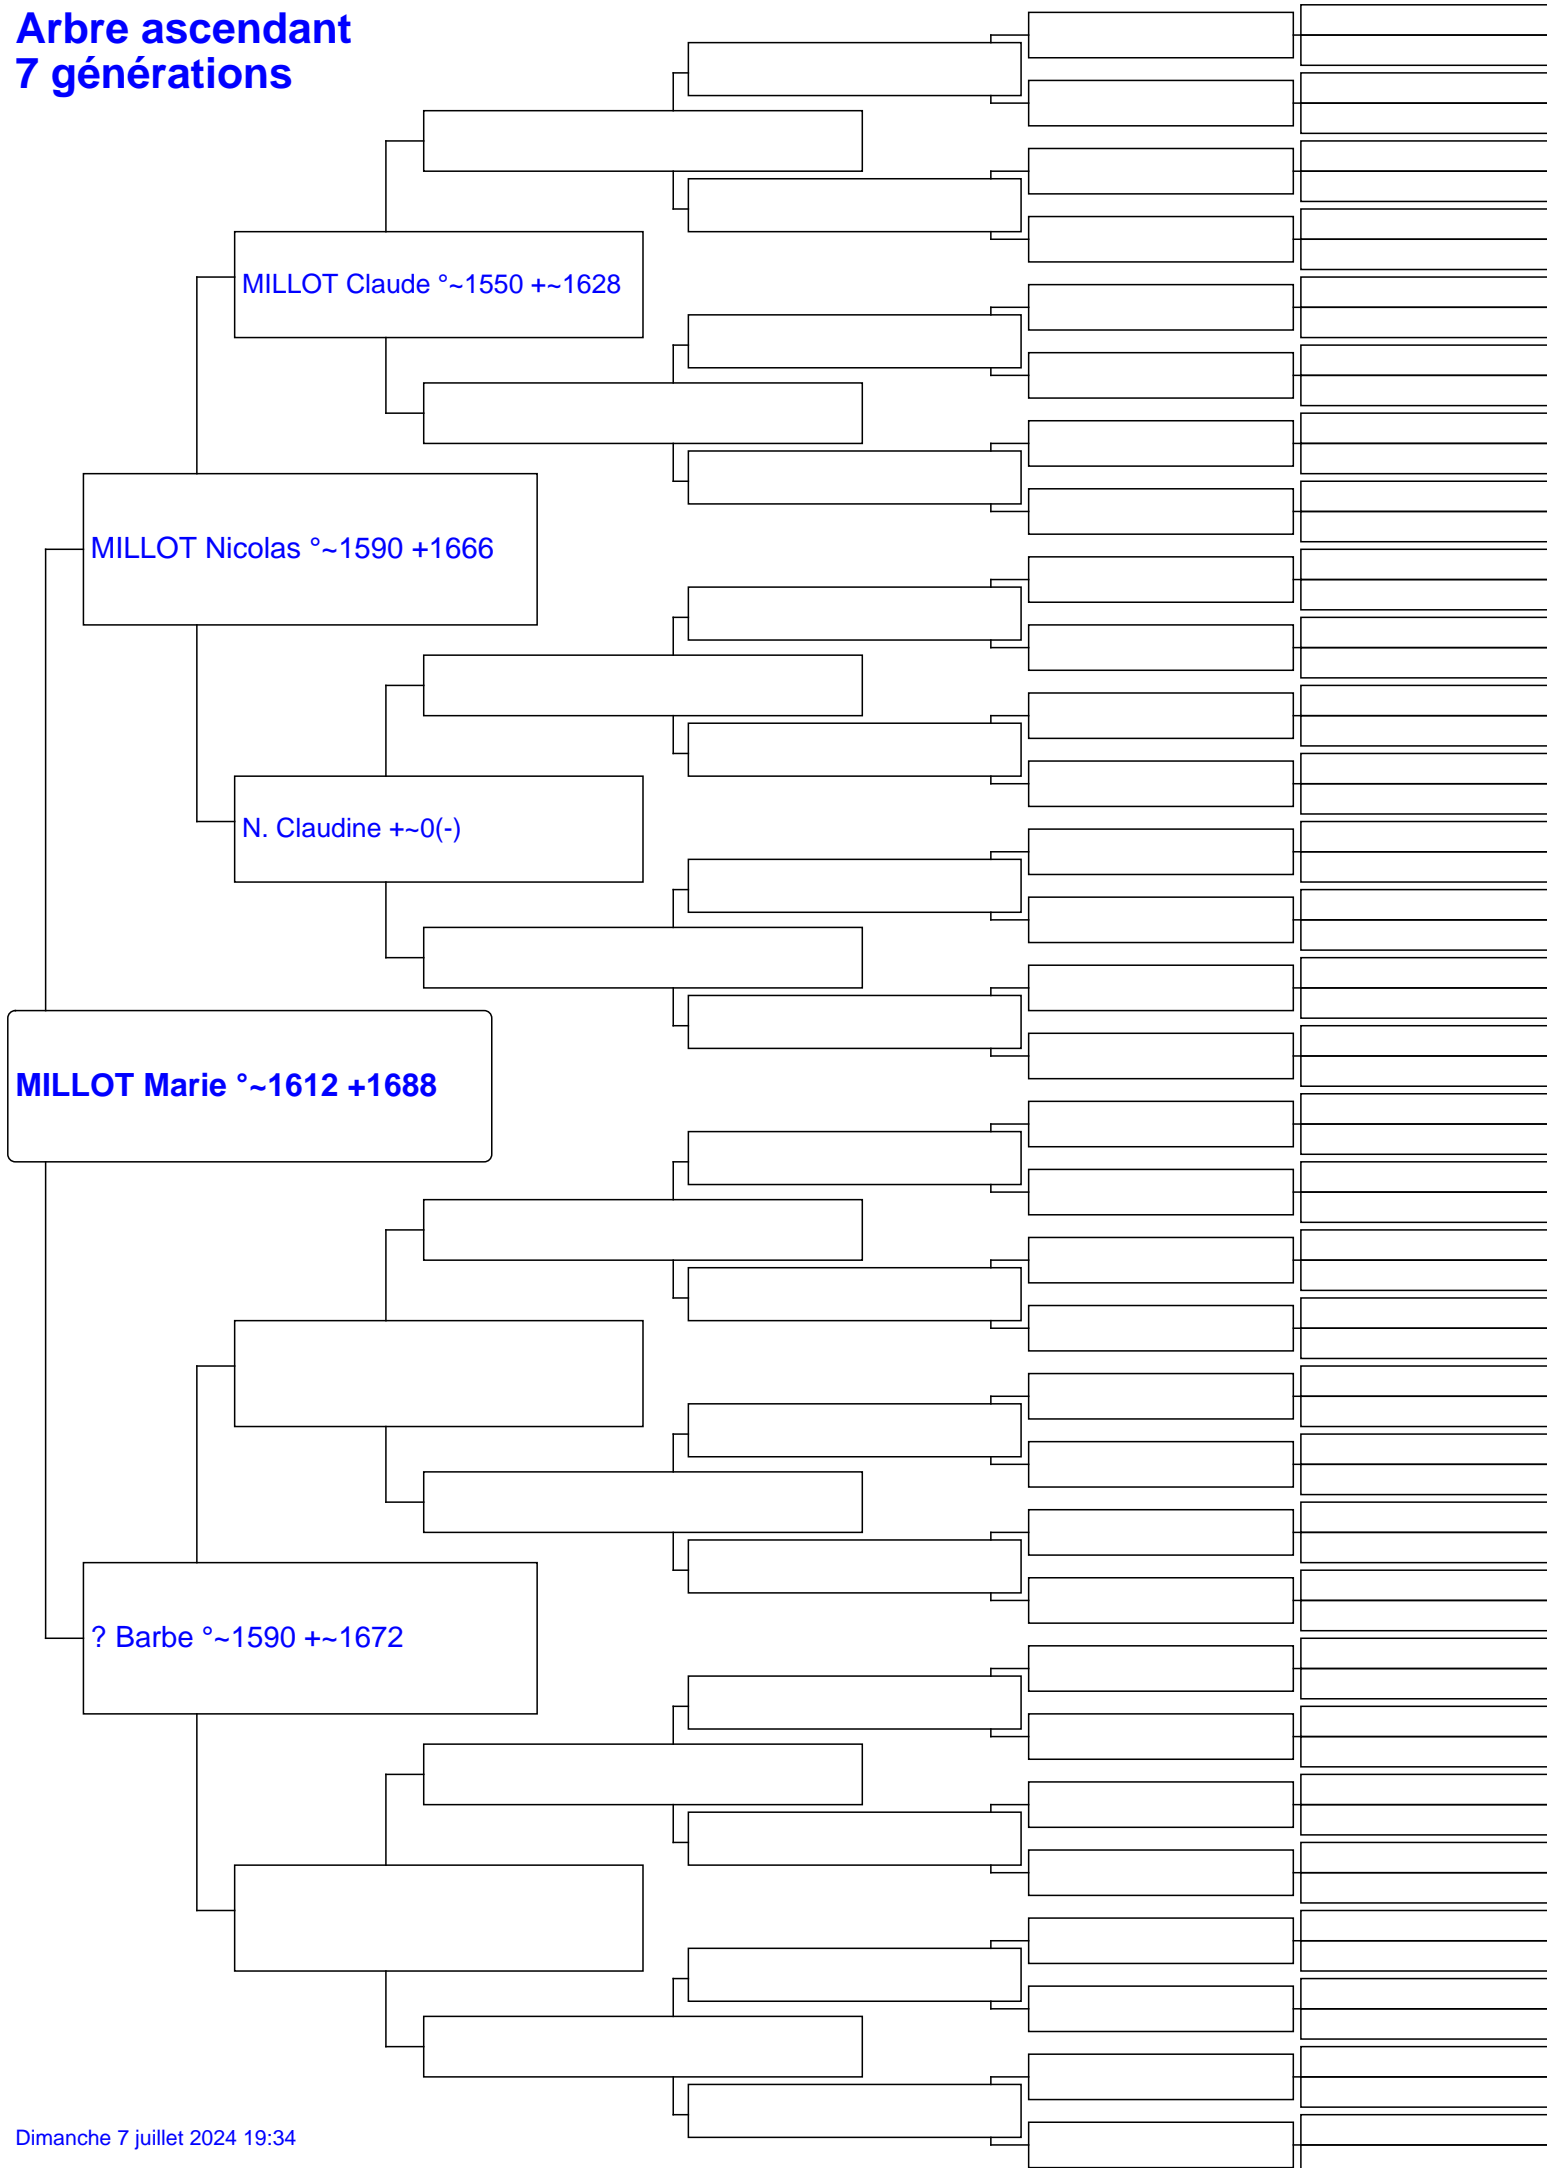 Arbre ascendant
7 générations
MILLOT Claude °~1550 +~1628
MILLOT Nicolas °~1590 +1666
N. Claudine +~0(-)
MILLOT Marie °~1612 +1688
? Barbe °~1590 +~1672
Dimanche 7 juillet 2024 19:34